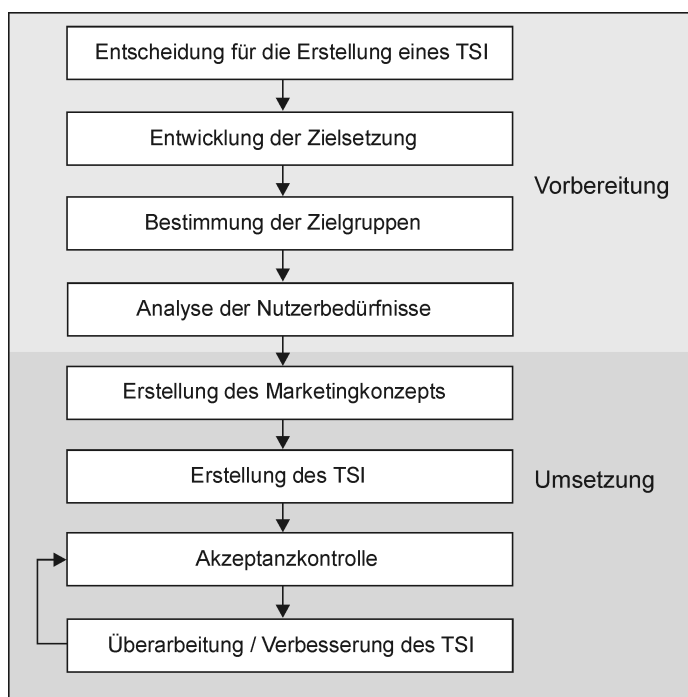 Entscheidung für die Erstellung eines TSI
Entwicklung der Zielsetzung
Vorbereitung
Bestimmung der Zielgruppen
Analyse der Nutzerbedürfnisse
Erstellung des Marketingkonzepts
Erstellung des TSI
Umsetzung
Akzeptanzkontrolle
Überarbeitung / Verbesserung des TSI